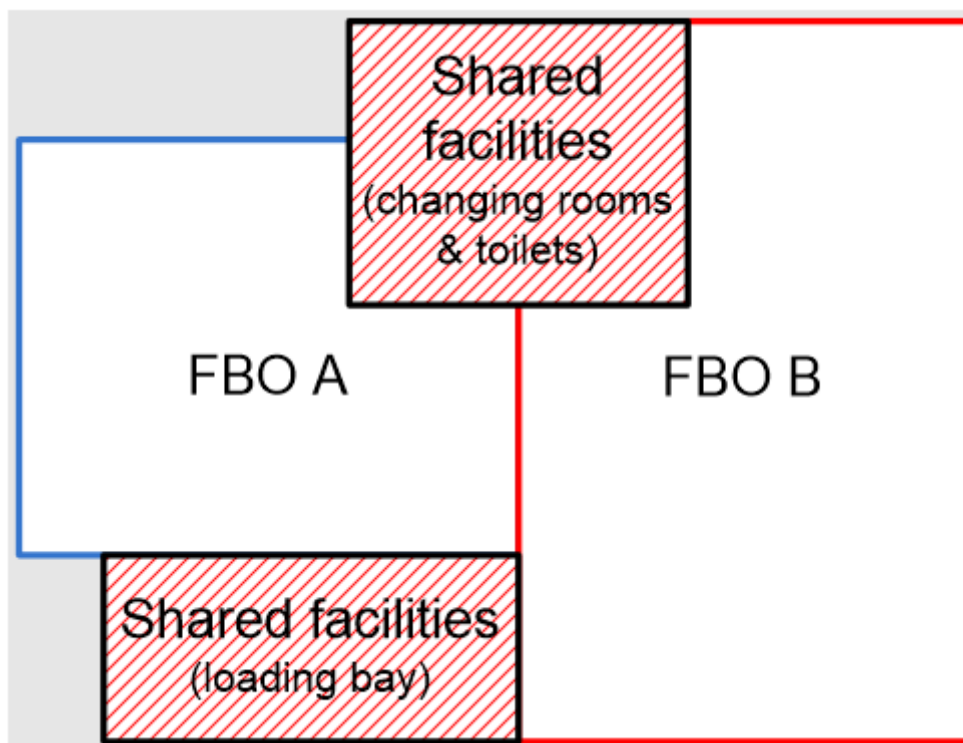 Shared
facilities
(changing rooms
& toilets)
FBO A
FBO B
Shared facilities
(loading bay)